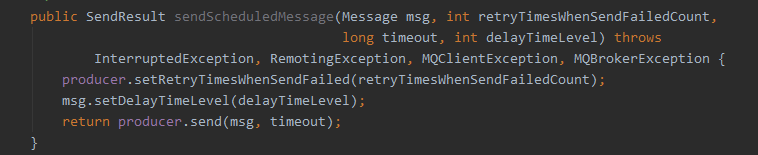 public SendResult sendScheduledMessage(Message msg, int retryTimesWhenSendFailedCount,
long timeout, int delayTimeLevel) throws
InterruptedException, RemotingException, MQClientException, MQBrokerException {
producer.setRetryTimesWhenSendFailed(retryTimesWhenSendFailedCount);
msg.setDelayTimeLevel(delayTimeLevel);
return producer.send(msg, timeout);
}